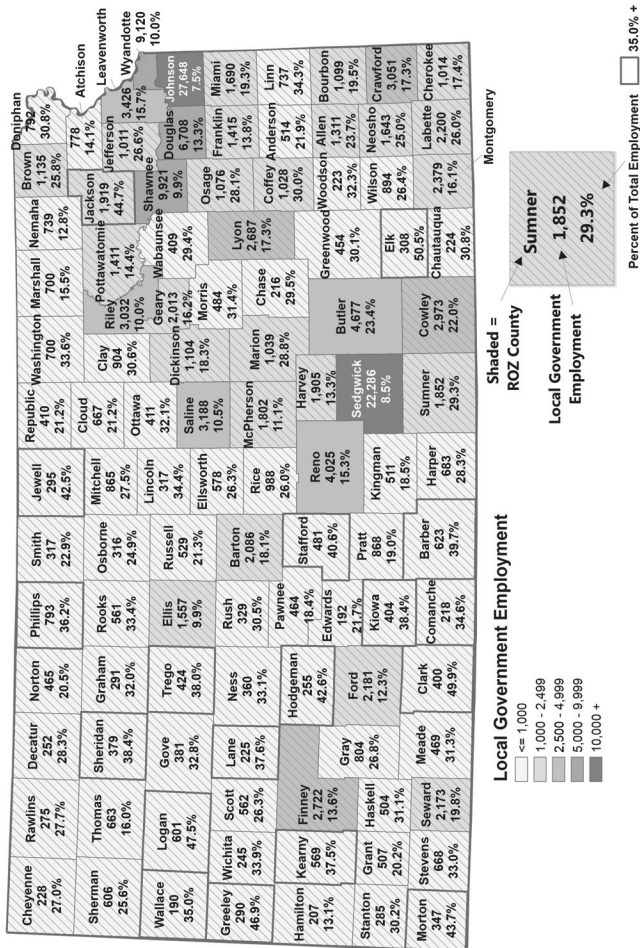 Cheyenne
228
27.0%
Rawlins
275
27.7%
Decatur
252
28.3%
Norton
465
20.5%
Phillips
793
36.2%
Smith
317
22.9%
Jewell
295
42.5%
Republic
410
21.2%
Washington
700
33.6%
Marshall
700
15.5%
Nemaha
739
12.8%
Brown
1,135
25.8%
Doniphan
792
30.8%
Sherman
606
25.6%
Thomas
663
16.0%
Sheridan
379
38.4%
Graham
291
32.0%
Rooks
561
33.4%
Osborne
316
24.9%
Mitchell
865
27.5%
Cloud
667
21.2%
Clay
904
30.6%
Riley
3,032
10.0%
Pottawatomie
1,411
14.4%
Jackson
1,919
44.7%
Atchison
778
14.1%
Jefferson
1,011
26.6%
Leavenworth
3,426
15.7%
Wyandotte
9,120
10.0%
Wallace
190
35.0%
Logan
601
47.5%
Gove
381
32.8%
Trego
424
38.0%
Ellis
1,557
9.9%
Russell
529
21.3%
Lincoln
317
34.4%
Ottawa
411
32.1%
Saline
3,188
10.5%
Dickinson
1,104
18.3%
Geary
2,013
16.2%
Wabaunsee
409
29.4%
Shawnee
9,921
9.9%
Douglas
6,708
13.3%
Johnson
27,648
7.5%
Greeley
290
46.9%
Wichita
245
33.9%
Scott
562
26.3%
Lane
225
37.6%
Ness
360
33.1%
Rush
329
30.5%
Barton
2,086
18.1%
Ellsworth
578
26.3%
Rice
988
26.0%
McPherson
1,802
11.1%
Marion
1,039
28.8%
Morris
484
31.4%
Chase
216
29.5%
Lyon
2,687
17.3%
Osage
1,076
28.1%
Franklin
1,415
13.8%
Miami
1,690
19.3%
Coffey
1,028
30.0%
Anderson
514
21.9%
Linn
737
34.3%
Hamilton
207
13.1%
Kearny
569
37.5%
Finney
2,722
13.6%
Hodgeman
255
42.6%
Pawnee
464
18.4%
Edwards
192
21.7%
Stafford
481
40.6%
Reno
4,025
15.3%
Harvey
1,905
13.3%
Butler
4,677
23.4%
Greenwood
454
30.1%
Woodson
223
32.3%
Allen
1,311
23.7%
Bourbon
1,099
19.5%
Stanton
285
30.2%
Grant
507
20.2%
Haskell
504
31.1%
Gray
804
26.8%
Ford
2,181
12.3%
Kiowa
404
38.4%
Pratt
868
19.0%
Kingman
511
18.5%
Sedgwick
22,286
8.5%
Elk
308
50.5%
Wilson
894
26.4%
Neosho
1,643
25.0%
Crawford
3,051
17.3%
Morton
347
43.7%
Stevens
668
33.0%
Seward
2,173
19.8%
Meade
469
31.3%
Clark
400
49.9%
Comanche
218
34.6%
Barber
623
39.7%
Harper
683
28.3%
Sumner
1,852
29.3%
Cowley
2,973
22.0%
Chautauqua
224
30.8%
2,379
16.1%
Montgomery
Labette
2,200
26.0%
Cherokee
1,014
17.4%
Local Government Employment
<= 1,000
1,000 - 2,499
2,500 - 4,999
5,000 - 9,999
10,000 +
Shaded =
ROZ County
Local Government
Employment
Sumner
1,852
29.3%
Percent of Total Employment
35.0% +